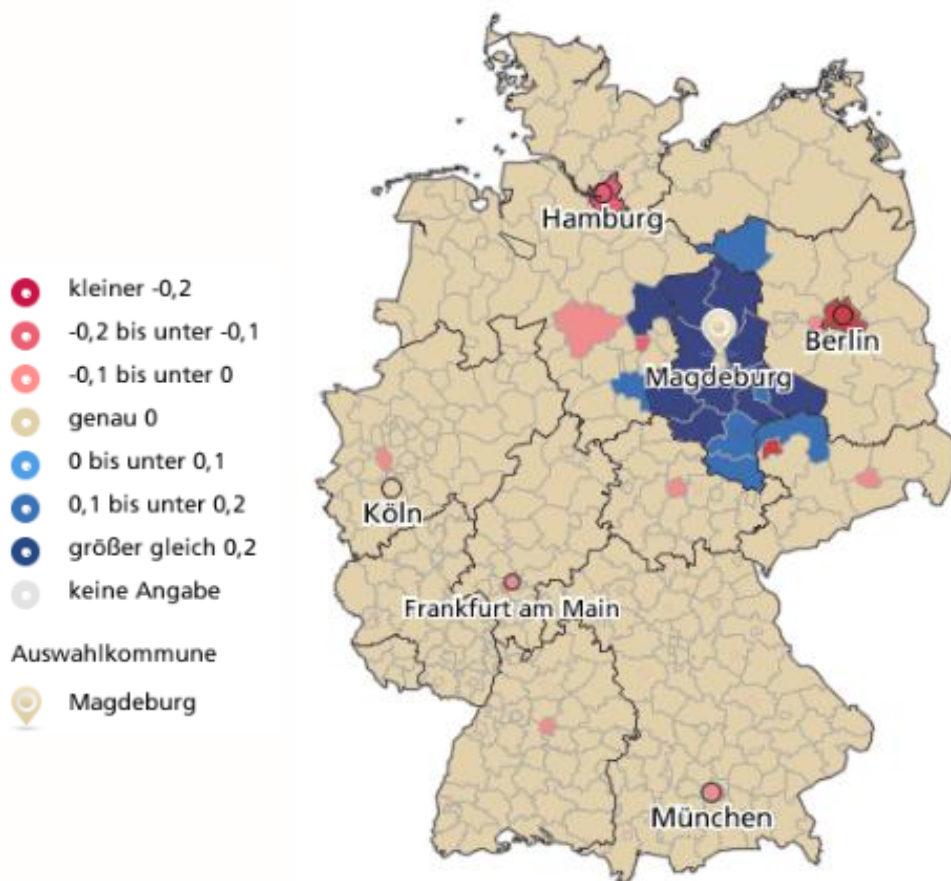 kleiner -0,2
-0,2 bis unter -0,1
-0,1 bis unter 0
genau 0
0 bis unter 0,1
0,1 bis unter 0,2
größer gleich 0,2
keine Angabe
Auswahlkommune
Magdeburg
Hamburg
Berlin
Magdeburg
Köln
Frankfurt am Main
München